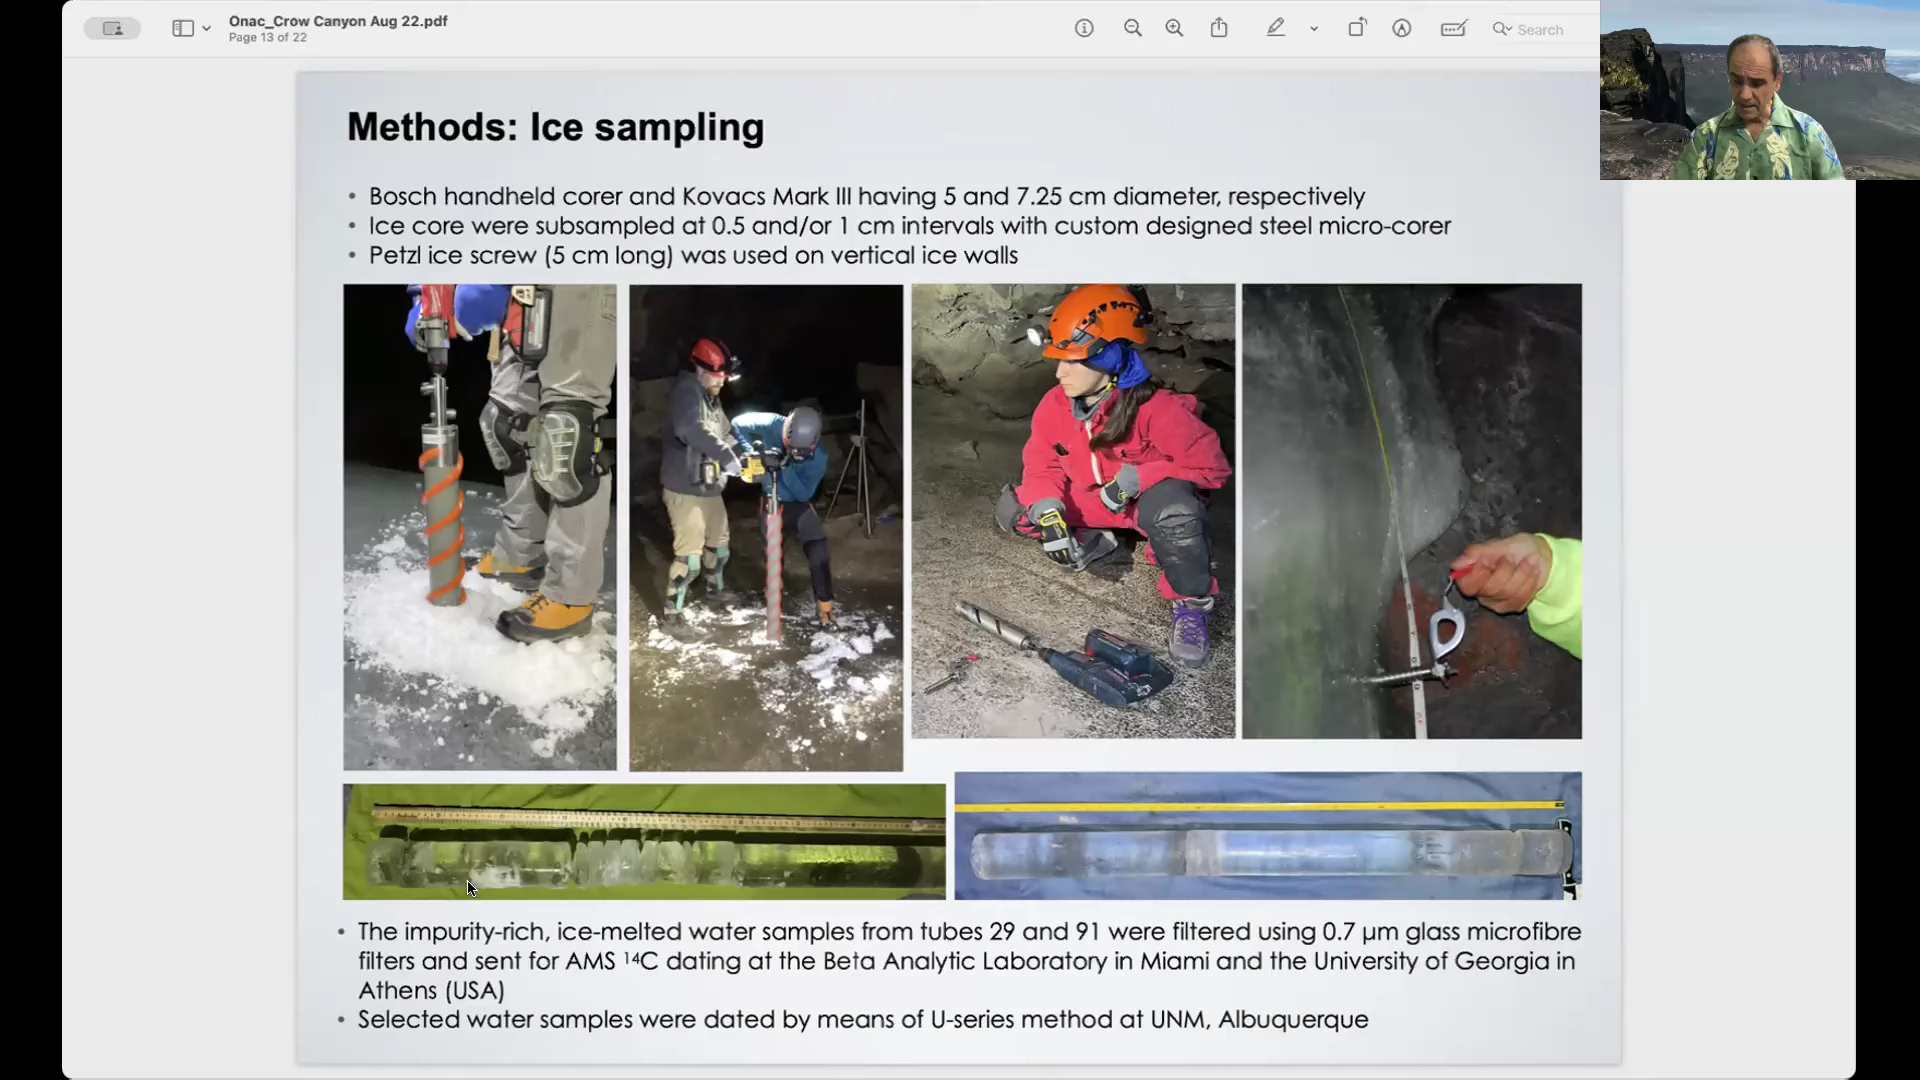 Onac_Crow Canyon Aug 22.pdf
Page 13 of 22
Search
Methods: Ice sampling
• Bosch handheld corer and Kovacs Mark III having 5 and 7.25 cm diameter, respectively
• Ice core were subsampled at 0.5 and/or 1 cm intervals with custom designed steel micro-corer
• Petzl ice screw (5 cm long) was used on vertical ice walls
• The impurity-rich, ice-melted water samples from tubes 29 and 91 were filtered using 0.7 µm glass microfibre
filters and sent for AMS ¹⁴C dating at the Beta Analytic Laboratory in Miami and the University of Georgia in
Athens (USA)
• Selected water samples were dated by means of U-series method at UNM, Albuquerque